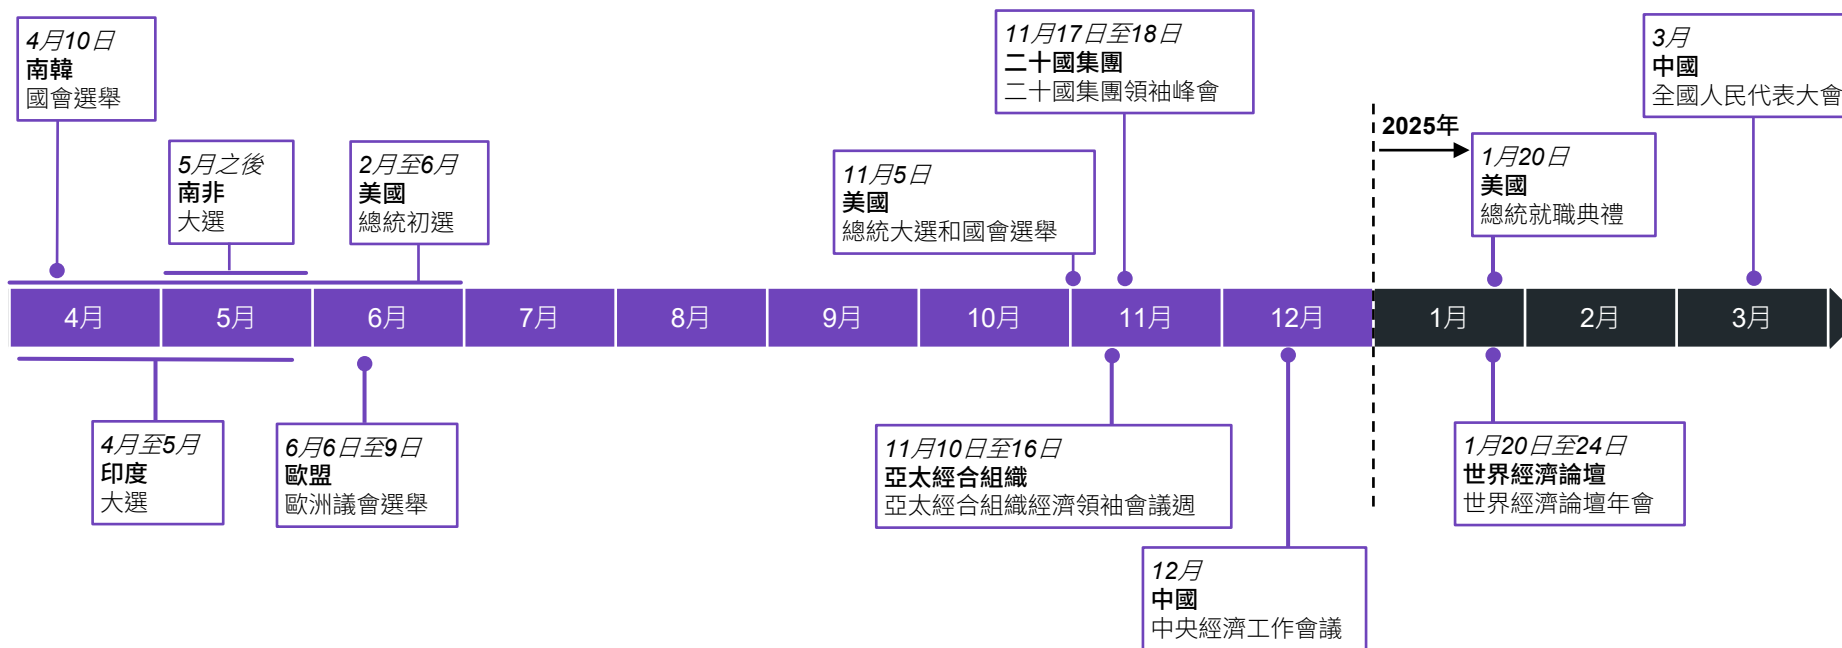 4月10日
南韓
國會選舉
5月之後
南非
大選
2月至6月
美國
總統初選
11月5日
美國
總統大選和國會選舉
11月17日至18日
二十國集團
二十國集團領袖峰會
2025年
1月20日
美國
總統就職典禮
3月
中國
全國人民代表大會
4月
5月
6月
7月
8月
9月
10月
11月
12月
1月
2月
3月
4月至5月
印度
大選
6月6日至9日
歐盟
歐洲議會選舉
11月10日至16日
亞太經合組織
亞太經合組織經濟領袖會議週
12月
中國
中央經濟工作會議
1月20日至24日
世界經濟論壇
世界經濟論壇年會